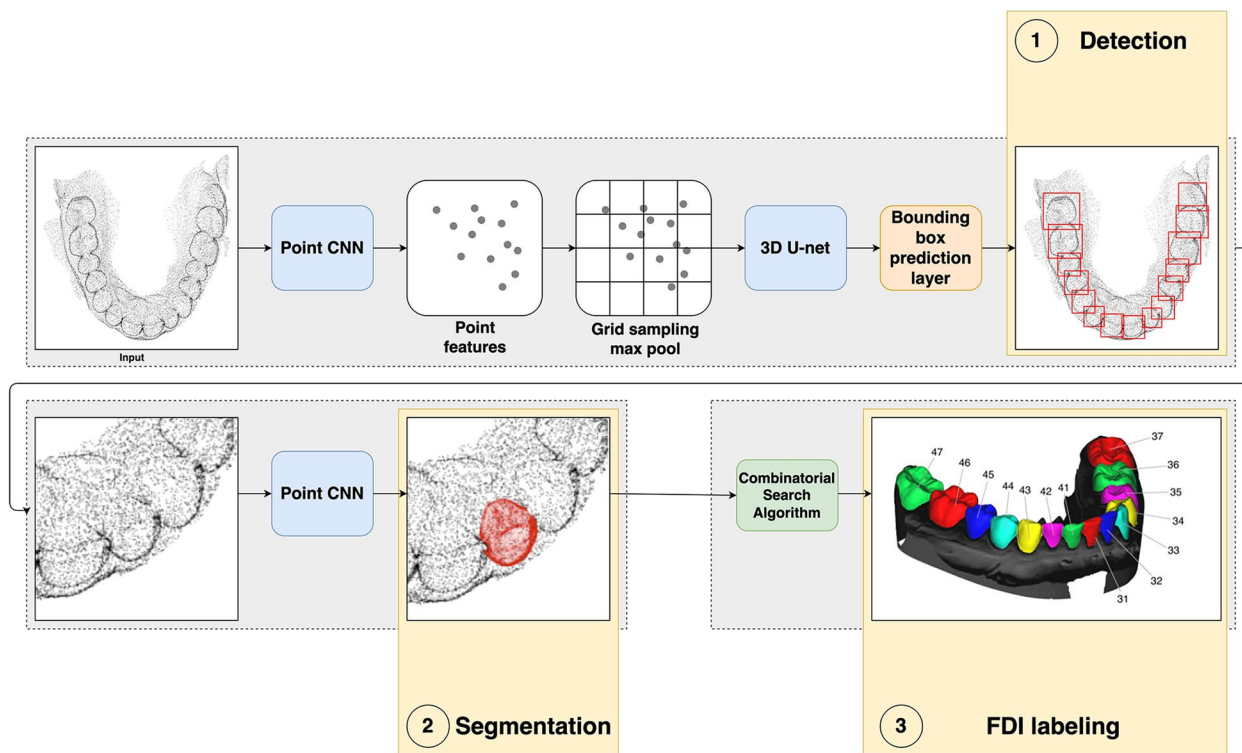 1 Detection
Input
Point CNN
Point
features
Grid sampling
max pool
3D U-net
Bounding
box
prediction
layer
Point CNN
2 Segmentation
Combinatorial
Search
Algorithm
47
46
45
44
43
42
41
37
36
35
34
33
32
31
3 FDI labeling